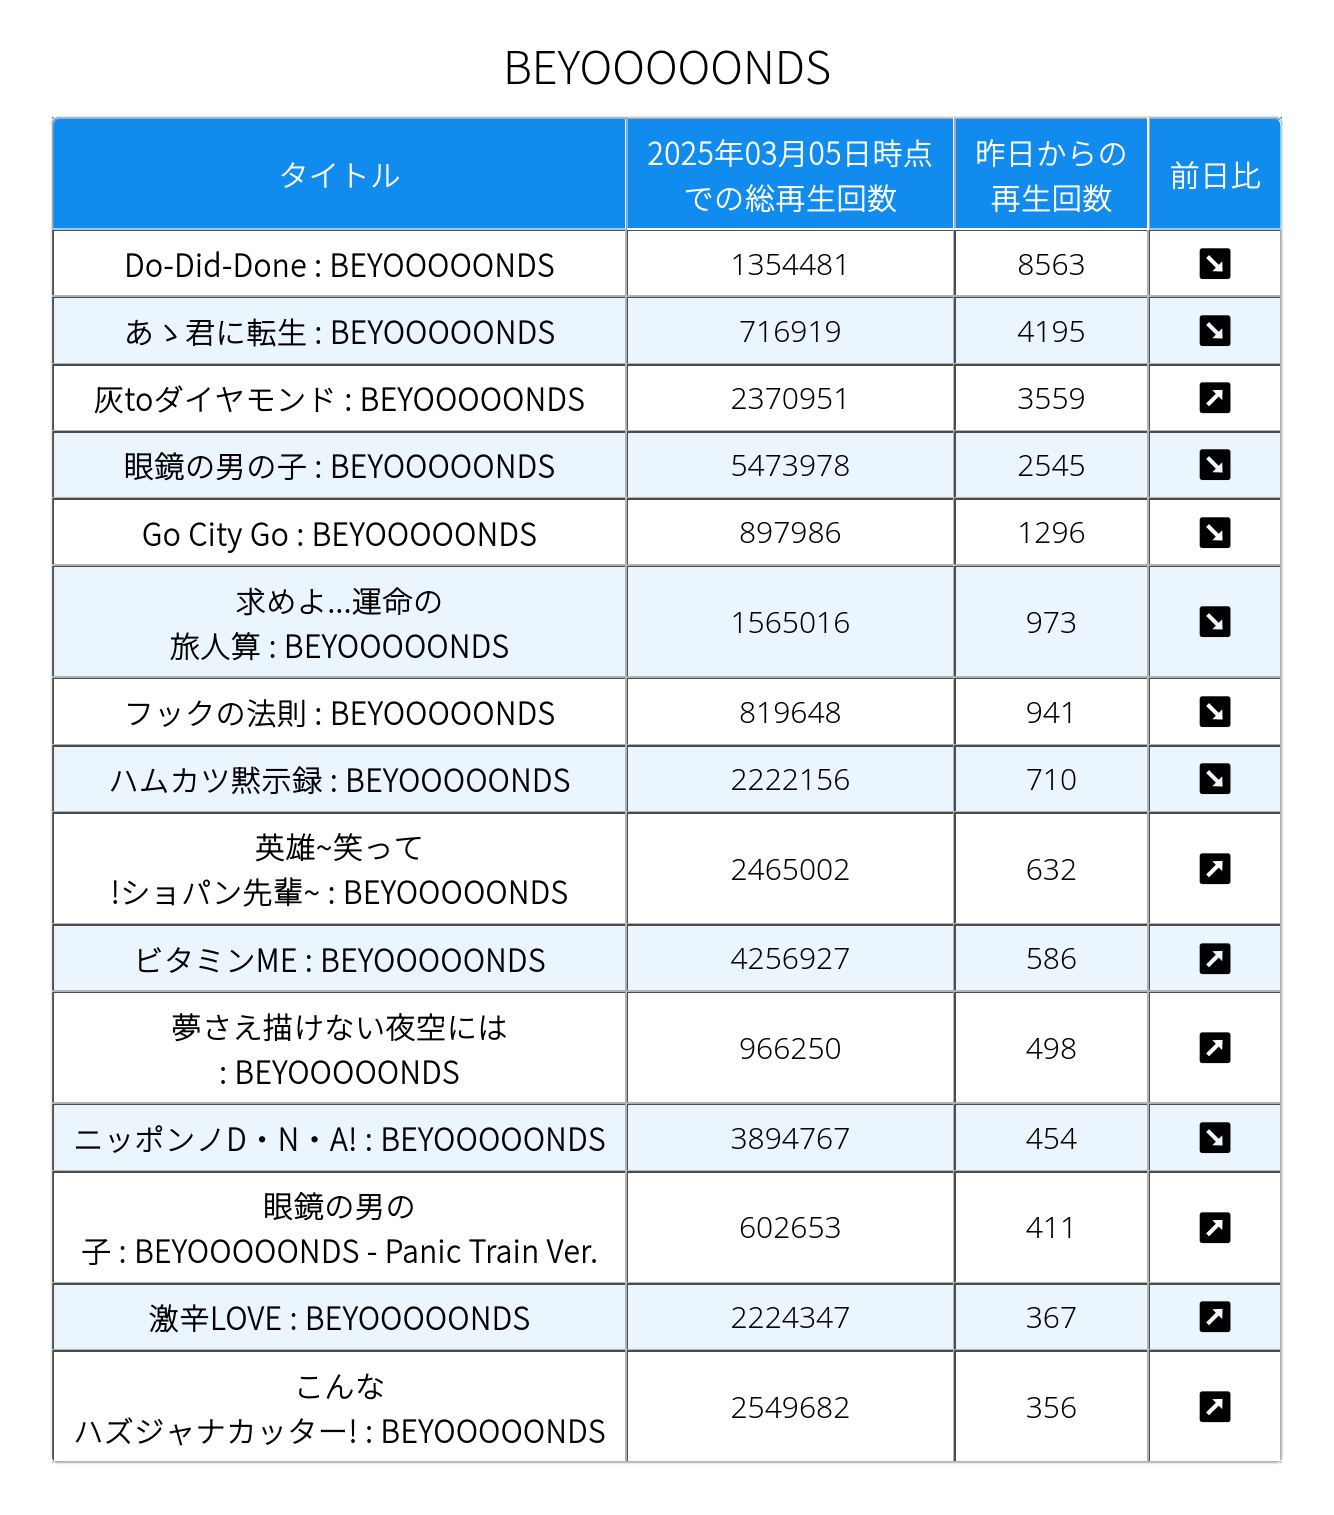 BEYOOOOONDS
タイトル
2025年03月05日時点
での総再生回数
昨日からの
再生回数
前日比
Do-Did-Done : BEYOOOOONDS
1354481
8563
↘
あゝ君に転生 : BEYOOOOONDS
716919
4195
↘
灰toダイヤモンド : BEYOOOOONDS
2370951
3559
↗
眼鏡の男の子 : BEYOOOOONDS
5473978
2545
↘
Go City Go : BEYOOOOONDS
897986
1296
↘
求めよ...運命の
旅人算 : BEYOOOOONDS
1565016
973
↘
フックの法則 : BEYOOOOONDS
819648
941
↘
ハムカツ黙示録 : BEYOOOOONDS
2222156
710
↘
英雄~笑って
!ショパン先輩~ : BEYOOOOONDS
2465002
632
↗
ビタミンME : BEYOOOOONDS
4256927
586
↗
夢さえ描けない夜空には
: BEYOOOOONDS
966250
498
↗
ニッポンノD・N・A! : BEYOOOOONDS
3894767
454
↘
眼鏡の男の
子 : BEYOOOOONDS - Panic Train Ver.
602653
411
↗
激辛LOVE : BEYOOOOONDS
2224347
367
↗
こんな
ハズジャナカッター! : BEYOOOOONDS
2549682
356
↗